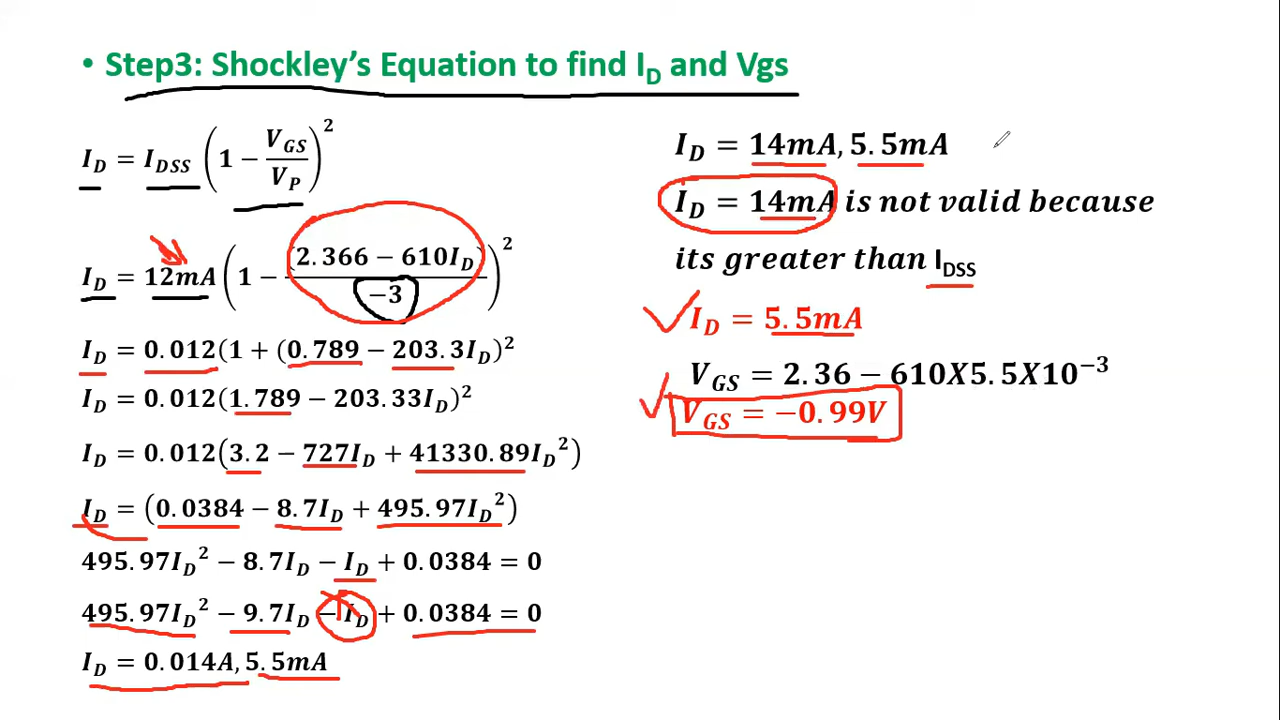 • Step3: Shockley's Equation to find I_D and Vgs
I_D = I_DSS (1 − V_GS/V_P)^2
I_D = 12mA (1 − (2.366 − 610I_D)/−3)^2
I_D = 0.012(1 + (0.789 − 203.3I_D)^2
I_D = 0.012(1.789 − 203.33I_D)^2
I_D = 0.012(3.2 − 727I_D + 41330.89I_D^2)
I_D = (0.0384 − 8.7I_D + 495.97I_D^2)
495.97I_D^2 − 8.7I_D − I_D + 0.0384 = 0
495.97I_D^2 − 9.7I_D − I_D + 0.0384 = 0
I_D = 0.014A, 5.5mA
I_D = 14mA, 5.5mA
I_D = 14mA is not valid because
its greater than I_DSS
I_D = 5.5mA
V_GS = 2.36 − 610X5.5X10^−3
V_GS = −0.99V